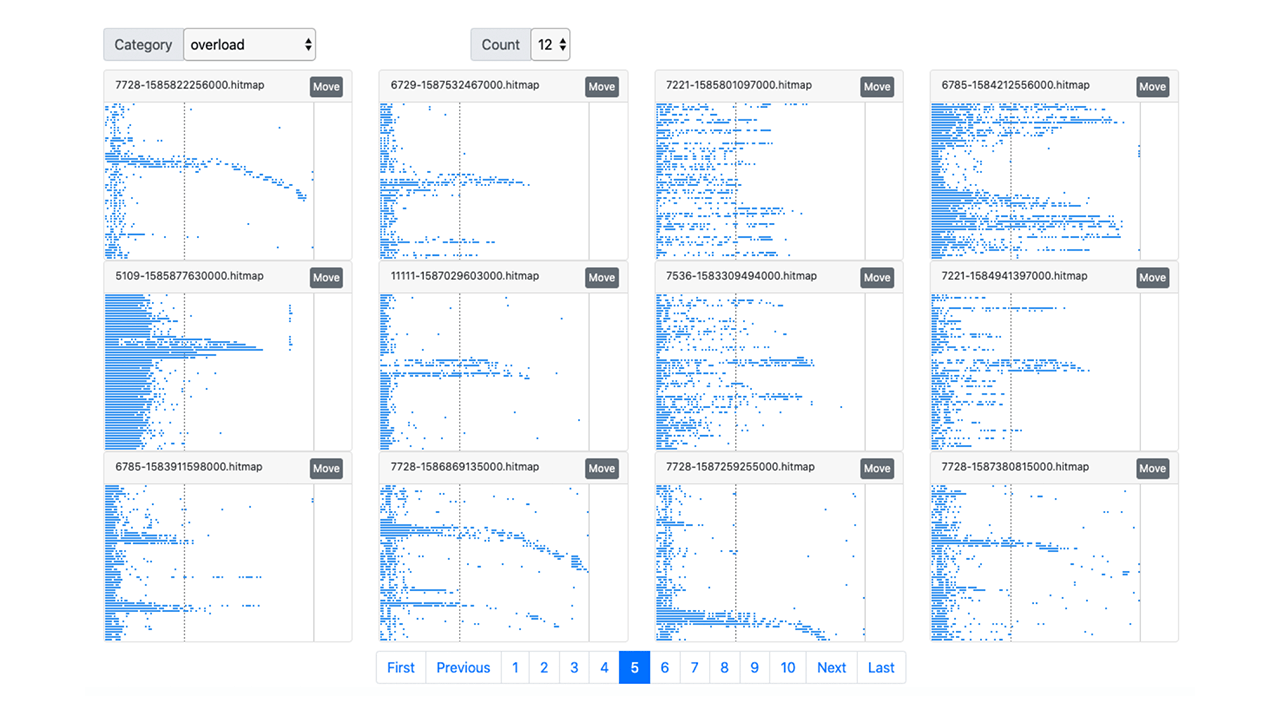 Category overload Count 12
7728-1585822256000.hitmap Move 6729-1587532467000.hitmap Move 7221-1585801097000.hitmap Move 6785-1584212556000.hitmap Move
5109-1585877630000.hitmap Move 11111-1587029603000.hitmap Move 7536-1583309494000.hitmap Move 7221-1584941397000.hitmap Move
6785-1583911598000.hitmap Move 7728-1586869135000.hitmap Move 7728-1587259255000.hitmap Move 7728-1587380815000.hitmap Move
First Previous 1 2 3 4 5 6 7 8 9 10 Next Last